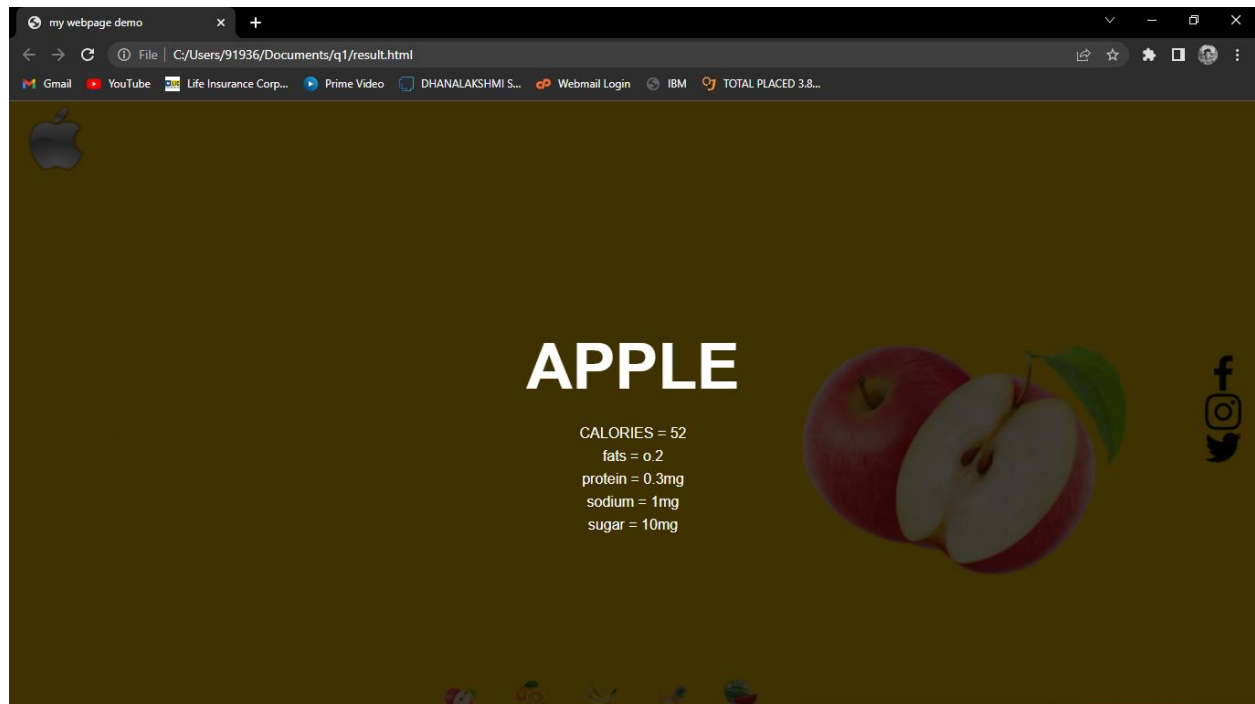 my webpage demo
File | C:/Users/91936/Documents/q1/result.html
Gmail YouTube Life Insurance Corp... Prime Video DHANALAKSHMI S... Webmail Login IBM TOTAL PLACED 3.8...
APPLE
CALORIES = 52
fats = o.2
protein = 0.3mg
sodium = 1mg
sugar = 10mg